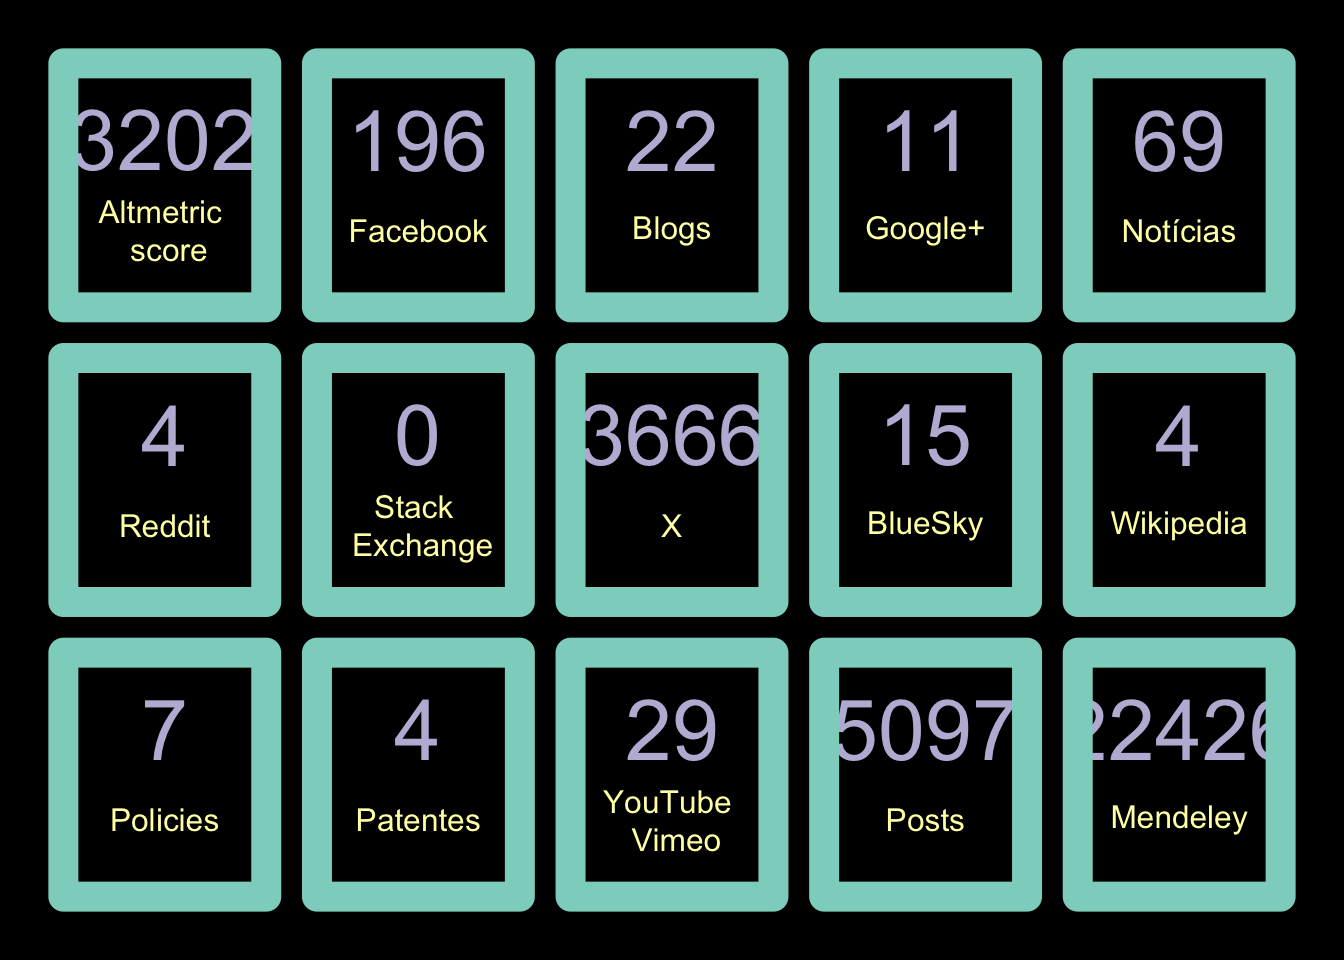 3202
Altmetric
score
196
Facebook
22
Blogs
11
Google+
69
Notícias
4
Reddit
0
Stack
Exchange
3666
X
15
BlueSky
4
Wikipedia
7
Policies
4
Patentes
29
YouTube
Vimeo
5097
Posts
22426
Mendeley